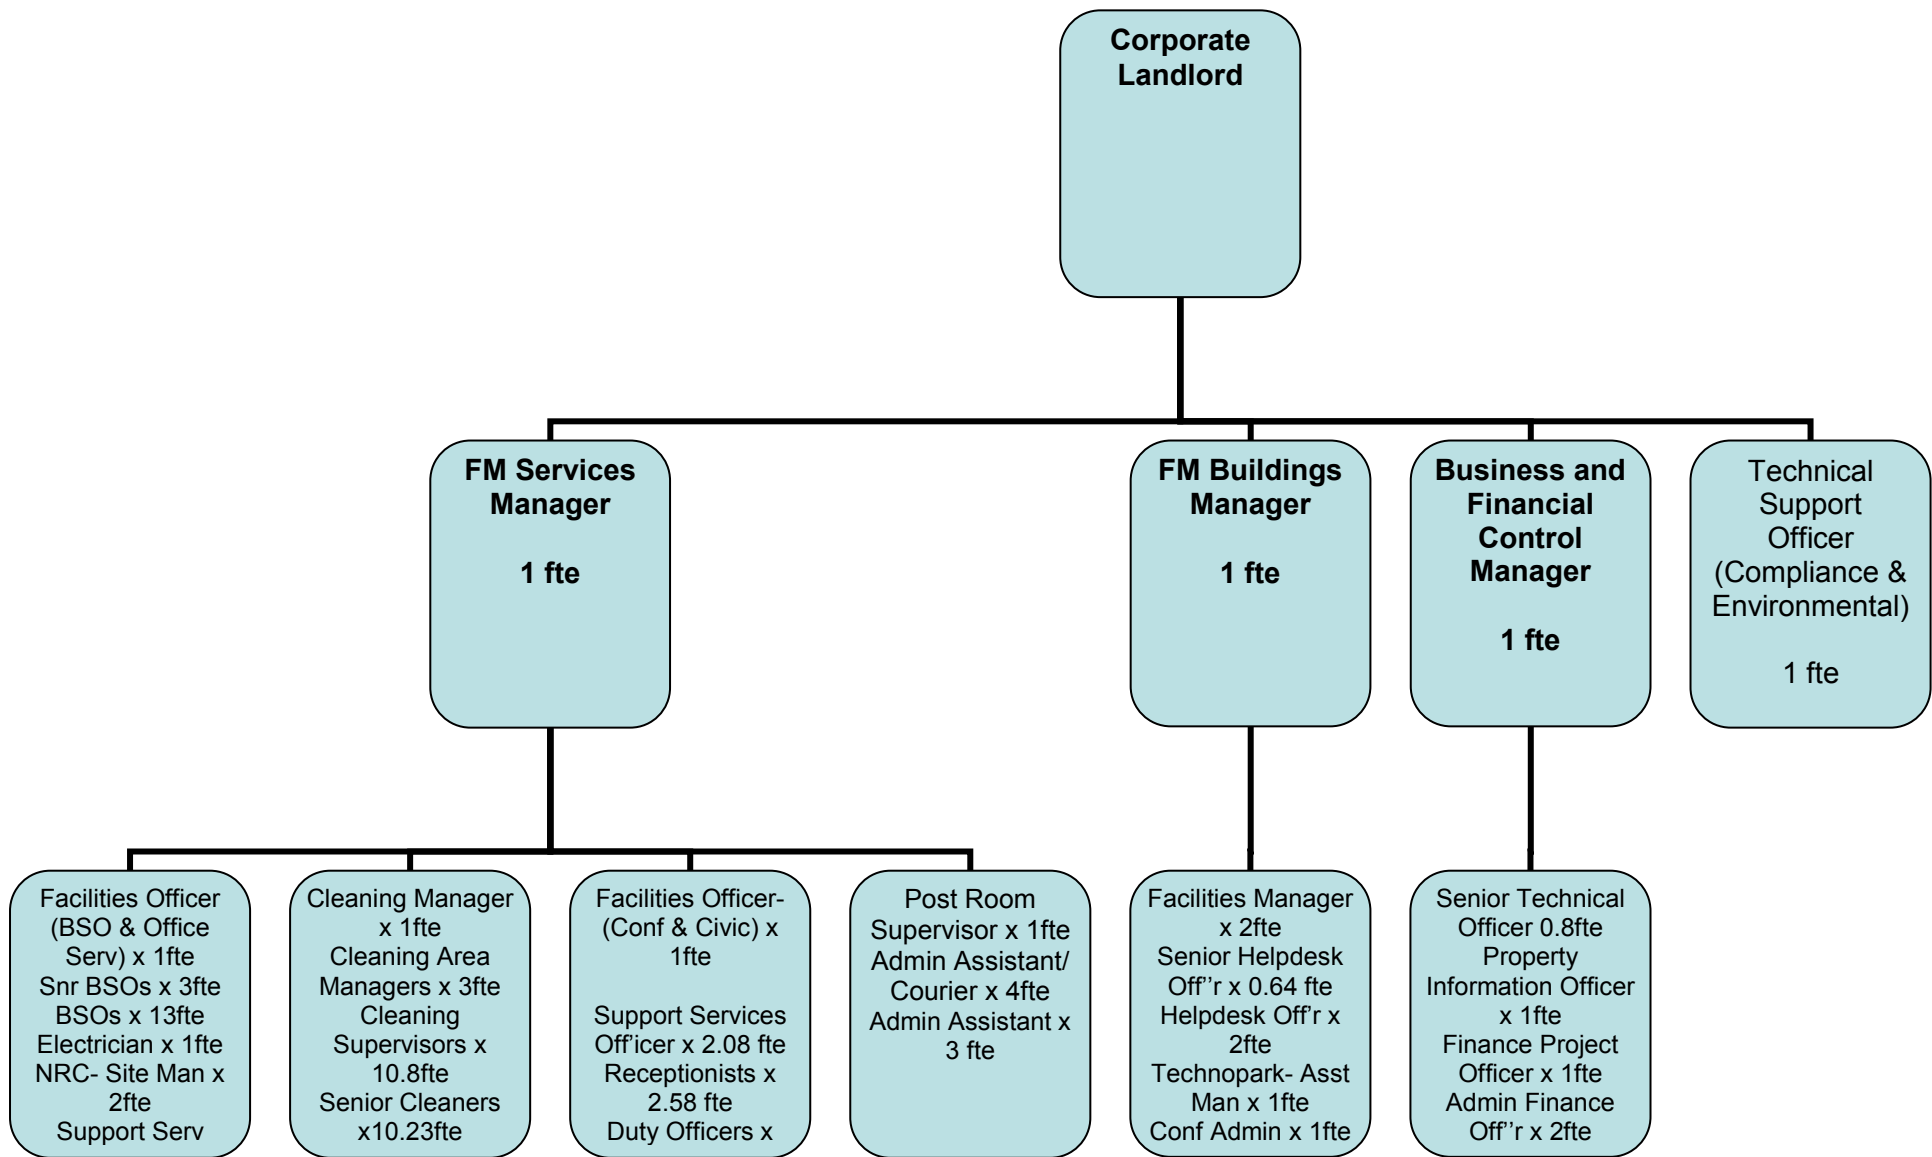 Corporate
Landlord
FM Services
Manager
1 fte
FM Buildings
Manager
1 fte
Business and
Financial
Control
Manager
1 fte
Technical
Support
Officer
(Compliance &
Environmental)
1 fte
Facilities Officer
(BSO & Office
Serv) x 1fte
Snr BSOs x 3fte
BSOs x 13fte
Electrician x 1fte
NRC- Site Man x
2fte
Support Serv
Cleaning Manager
x 1fte
Cleaning Area
Managers x 3fte
Cleaning
Supervisors x
10.8fte
Senior Cleaners
x10.23fte
Facilities Officer-
(Conf & Civic) x
1fte
Support Services
Off'icer x 2.08 fte
Receptionists x
2.58 fte
Duty Officers x
Post Room
Supervisor x 1fte
Admin Assistant/
Courier x 4fte
Admin Assistant x
3 fte
Facilities Manager
x 2fte
Senior Helpdesk
Off''r x 0.64 fte
Helpdesk Off'r x
2fte
Technopark- Asst
Man x 1fte
Conf Admin x 1fte
Senior Technical
Officer 0.8fte
Property
Information Officer
x 1fte
Finance Project
Officer x 1fte
Admin Finance
Off''r x 2fte